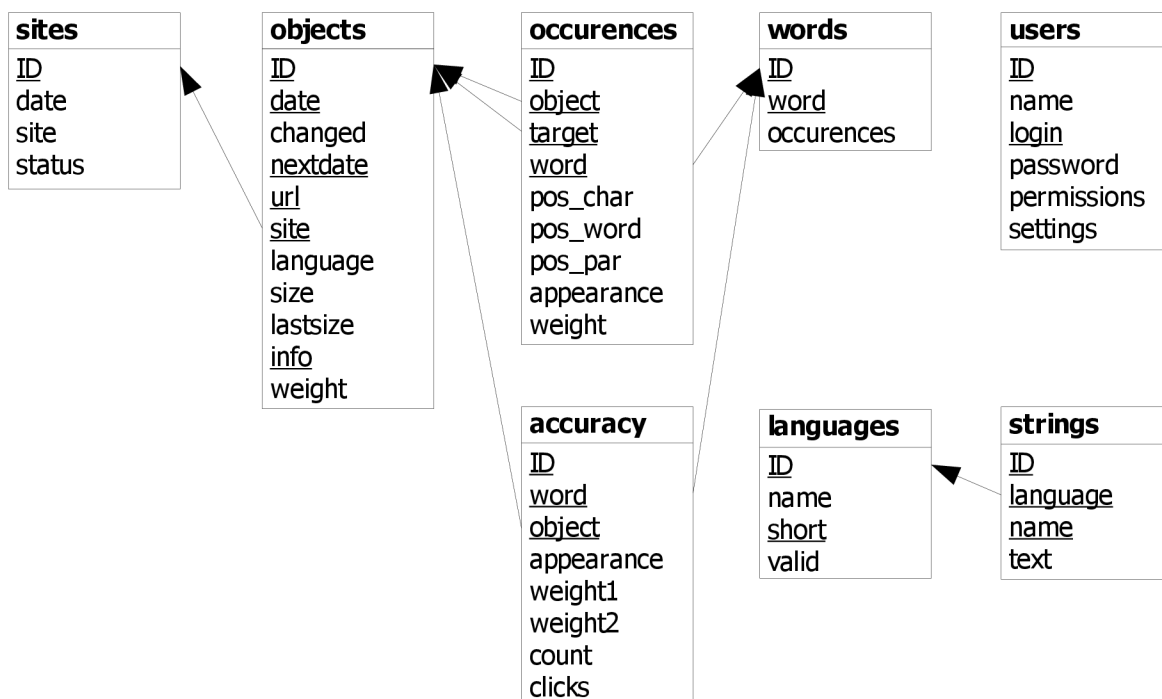 sites
ID
date
site
status
objects
ID
date
changed
nextdate
url
site
language
size
lastsize
info
weight
occurences
ID
object
target
word
pos_char
pos_word
pos_par
appearance
weight
words
ID
word
occurences
users
ID
name
login
password
permissions
settings
accuracy
ID
word
object
appearance
weight1
weight2
count
clicks
languages
ID
name
short
valid
strings
ID
language
name
text